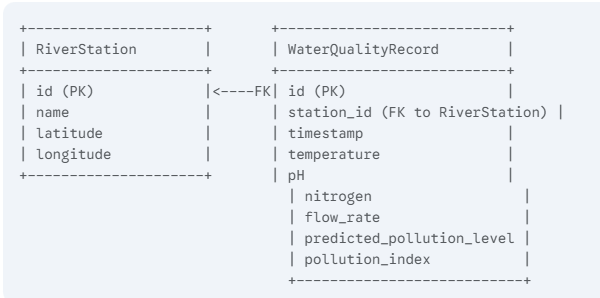 +---------------------+       +---------------------------+
| RiverStation        |       | WaterQualityRecord        |
+---------------------+       +---------------------------+
| id (PK)             |<----FK| id (PK)                   |
| name                |       | station_id (FK to RiverStation) |
| latitude            |       | timestamp                 |
| longitude           |       | temperature               |
+---------------------+       | pH                        |
                                | nitrogen                  |
                                | flow_rate                 |
                                | predicted_pollution_level |
                                | pollution_index           |
                                +---------------------------+